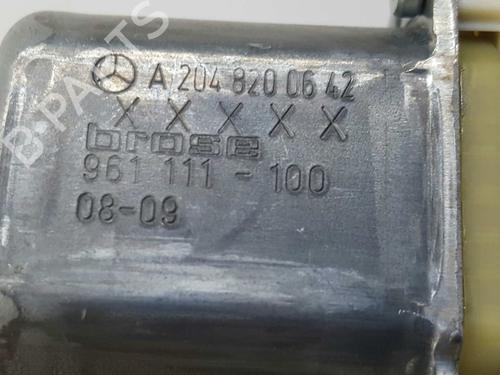 A 204 820 06 42
X X X X X
brose
961 111 - 100
08-09
B-PARTS